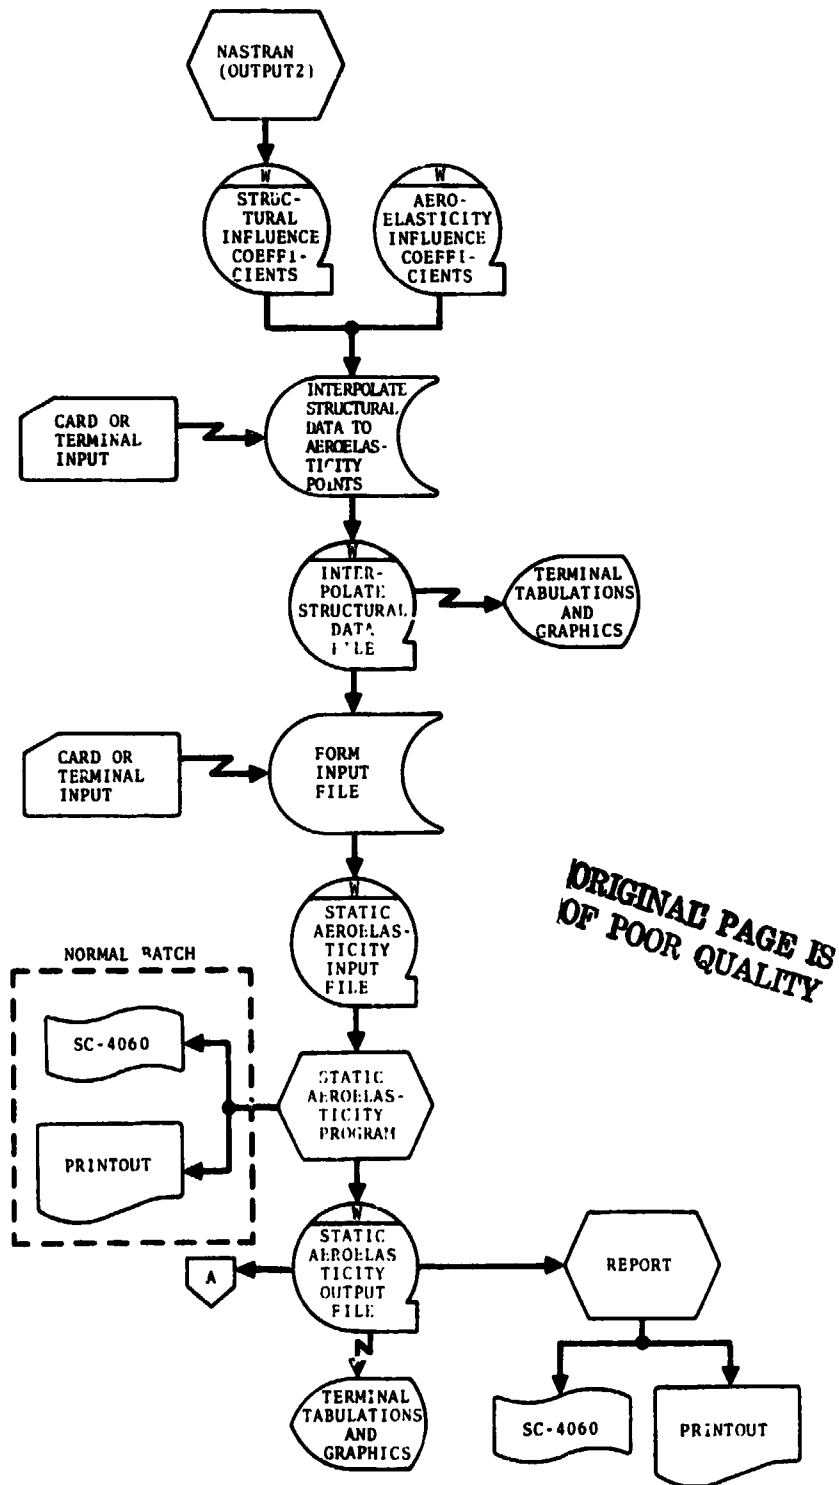 NASTRAN
(OUTPUT2)
W
STRUC-
TURAL
INFLUENCE
COEFFI-
CIENTS
W
AERO-
ELASTICITY
INFLUENCE
COEFFI-
CIENTS
INTERPOLATE
STRUCTURAL
DATA TO
AEROELAS-
TICITY
POINTS
CARD OR
TERMINAL
INPUT
W
INTER-
POLATE
STRUCTURAL
DATA
FILE
TERMINAL
TABULATIONS
AND
GRAPHICS
CARD OR
TERMINAL
INPUT
FORM
INPUT
FILE
W
STATIC
AEROELAS-
TICITY
INPUT
FILE
ORIGINAL PAGE IS
OF POOR QUALITY
NORMAL BATCH
SC-4060
PRINTOUT
STATIC
AEROELAS-
TICITY
PROGRAM
W
STATIC
AEROELAS
TICITY
OUTPUT
FILE
A
REPORT
TERMINAL
TABULATIONS
AND
GRAPHICS
SC-4060
PRINTOUT